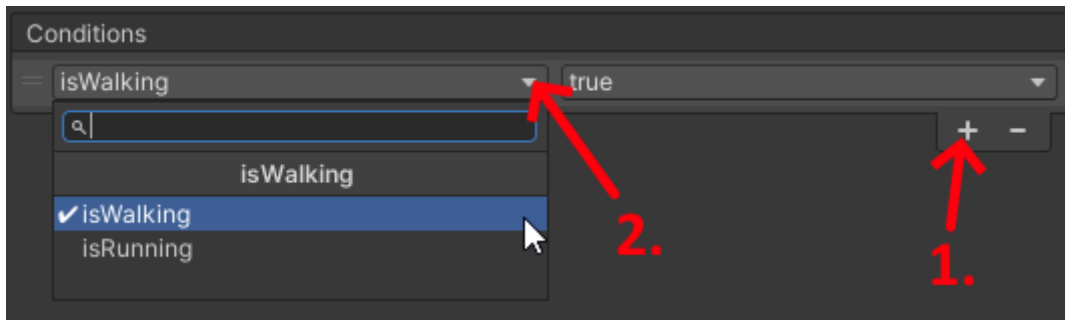 Conditions
isWalking true
+ -
isWalking
✔ isWalking
isRunning
2.
1.